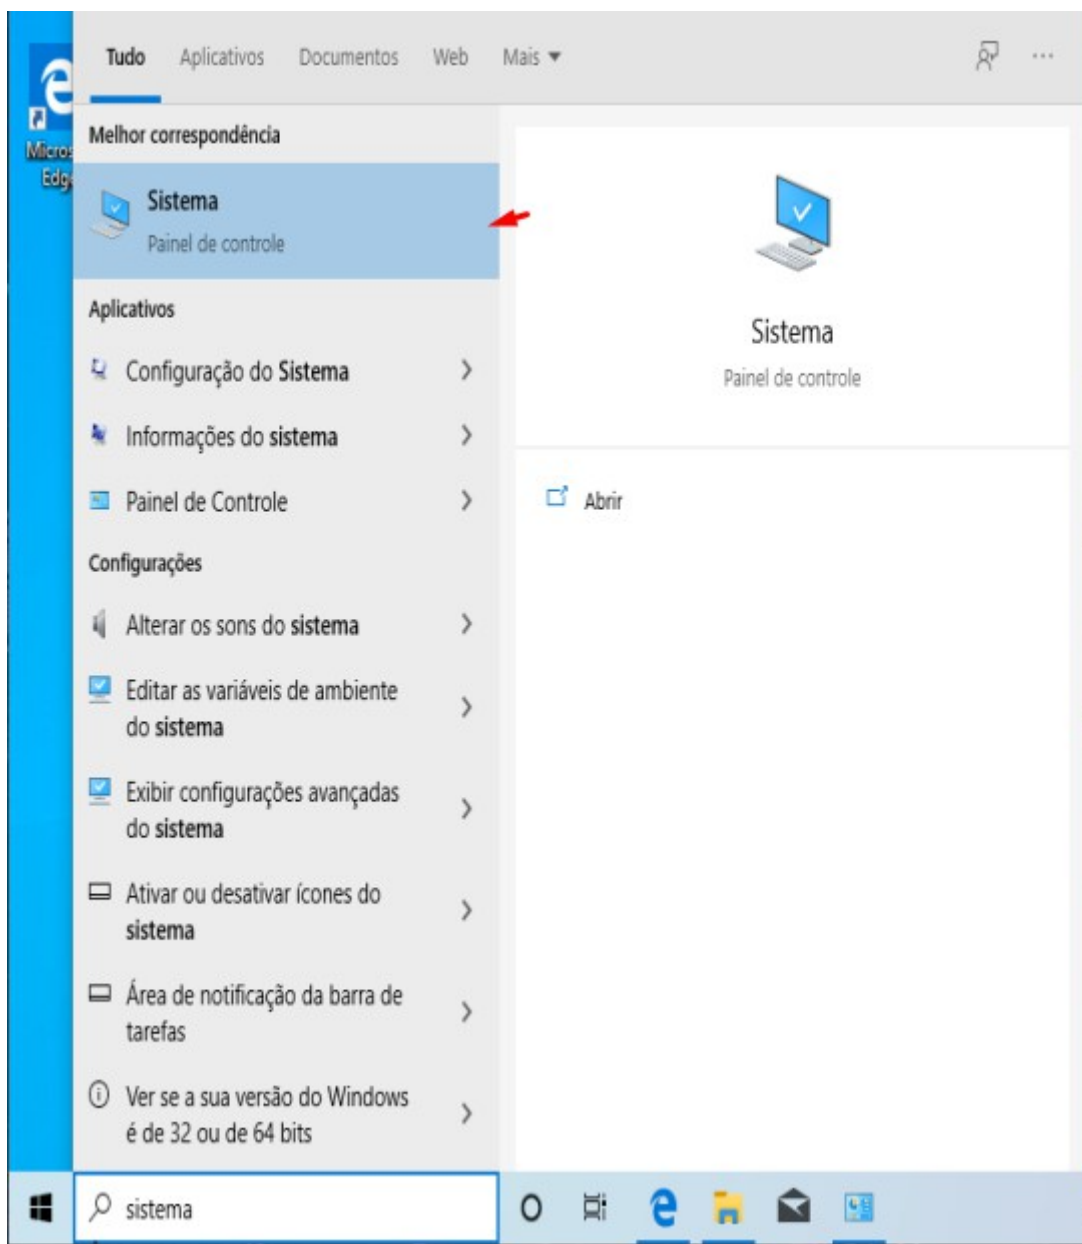 Tudo Aplicativos Documentos Web Mais
Melhor correspondência
Sistema
Painel de controle
Aplicativos
Configuração do Sistema
Informações do sistema
Painel de Controle
Configurações
Alterar os sons do sistema
Editar as variáveis de ambiente
do sistema
Exibir configurações avançadas
do sistema
Ativar ou desativar ícones do
sistema
Área de notificação da barra de
tarefas
Ver se a sua versão do Windows
é de 32 ou de 64 bits
sistema
Sistema
Painel de controle
Abrir